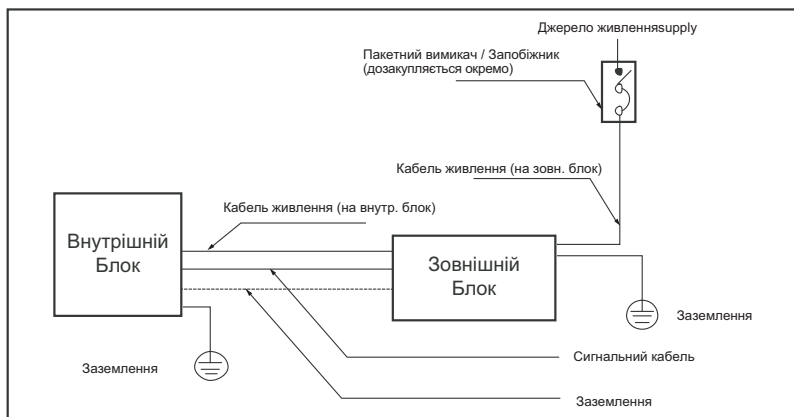 Джерело живленняsupply
Пакетний вимикач / Запобіжник
(дозакупляється окремо)
Кабель живлення (на зовн. блок)
Кабель живлення (на внутр. блок)
Внутрішній
Блок
Зовнішній
Блок
Заземлення
Сигнальний кабель
Заземлення
Заземлення